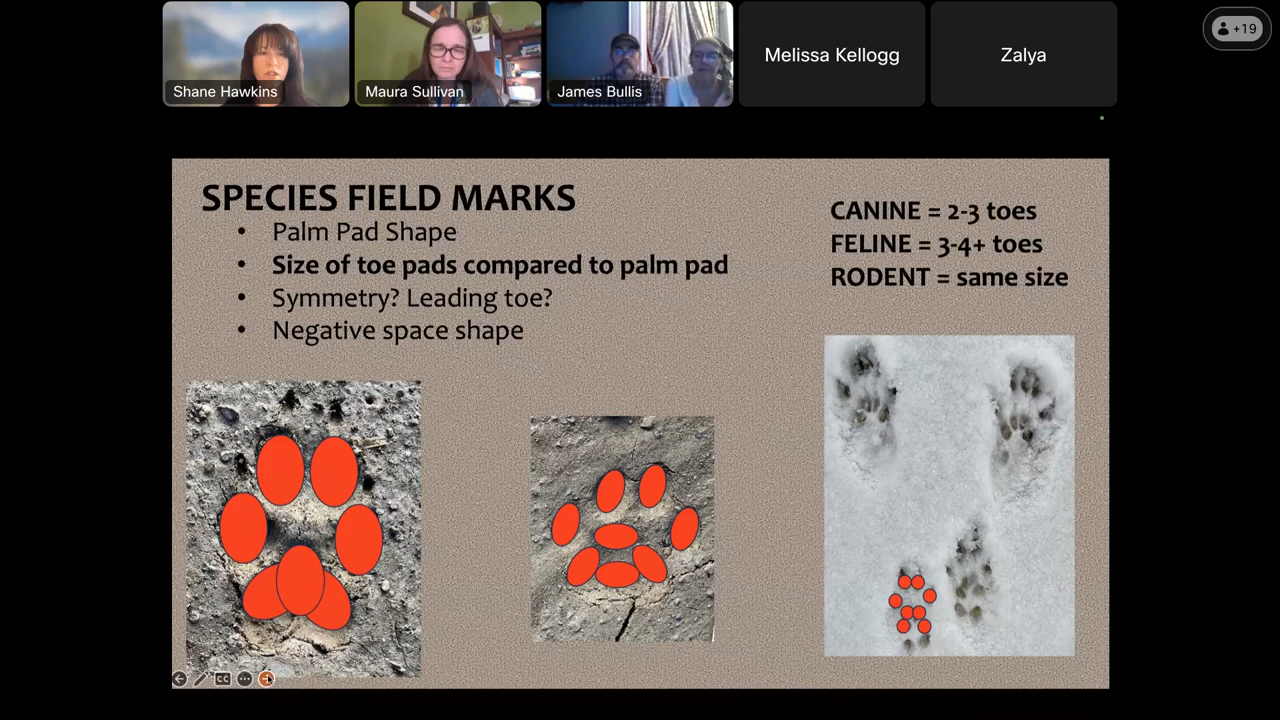 Shane Hawkins
Maura Sullivan
James Bullis
Melissa Kellogg
Zalya
+19
SPECIES FIELD MARKS
• Palm Pad Shape
• Size of toe pads compared to palm pad
• Symmetry? Leading toe?
• Negative space shape
CANINE = 2-3 toes
FELINE = 3-4+ toes
RODENT = same size
CC